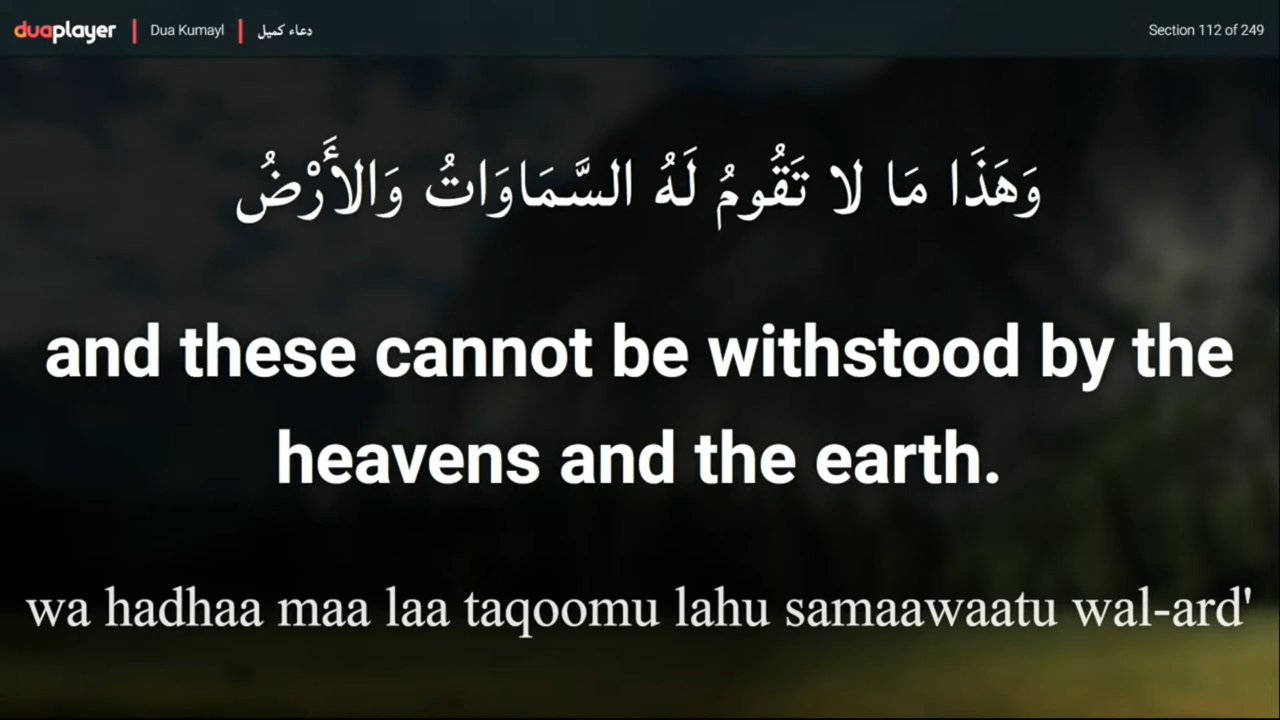 duaplayer | Dua Kumayl | دعاء كميل
Section 112 of 249
وَهَذَا مَا لا تَقُومُ لَهُ السَّمَاوَاتُ وَالأَرْضُ
and these cannot be withstood by the
heavens and the earth.
wa hadhaa maa laa taqoomu lahu samaawaatu wal-ard'